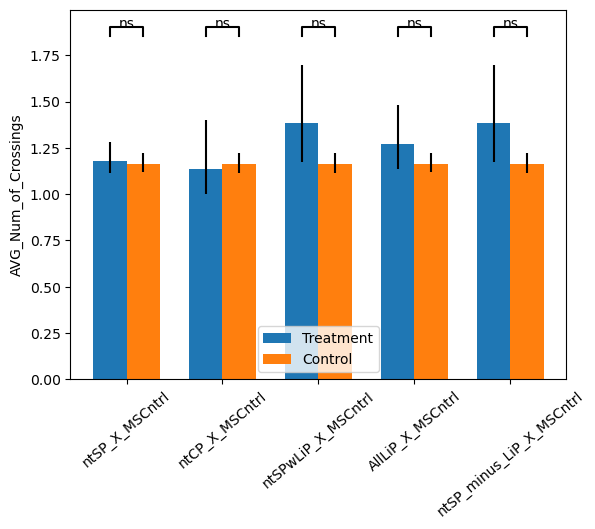 ns ns ns ns ns
1.75
1.50
1.25
1.00
0.75
0.50
0.25
0.00
AVG_Num_of_Crossings
Treatment
Control
ntSP_X_MSCntrl
ntCP_X_MSCntrl
ntSPwLiP_X_MSCntrl
AllLiP_X_MSCntrl
ntSP_minus_LiP_X_MSCntrl